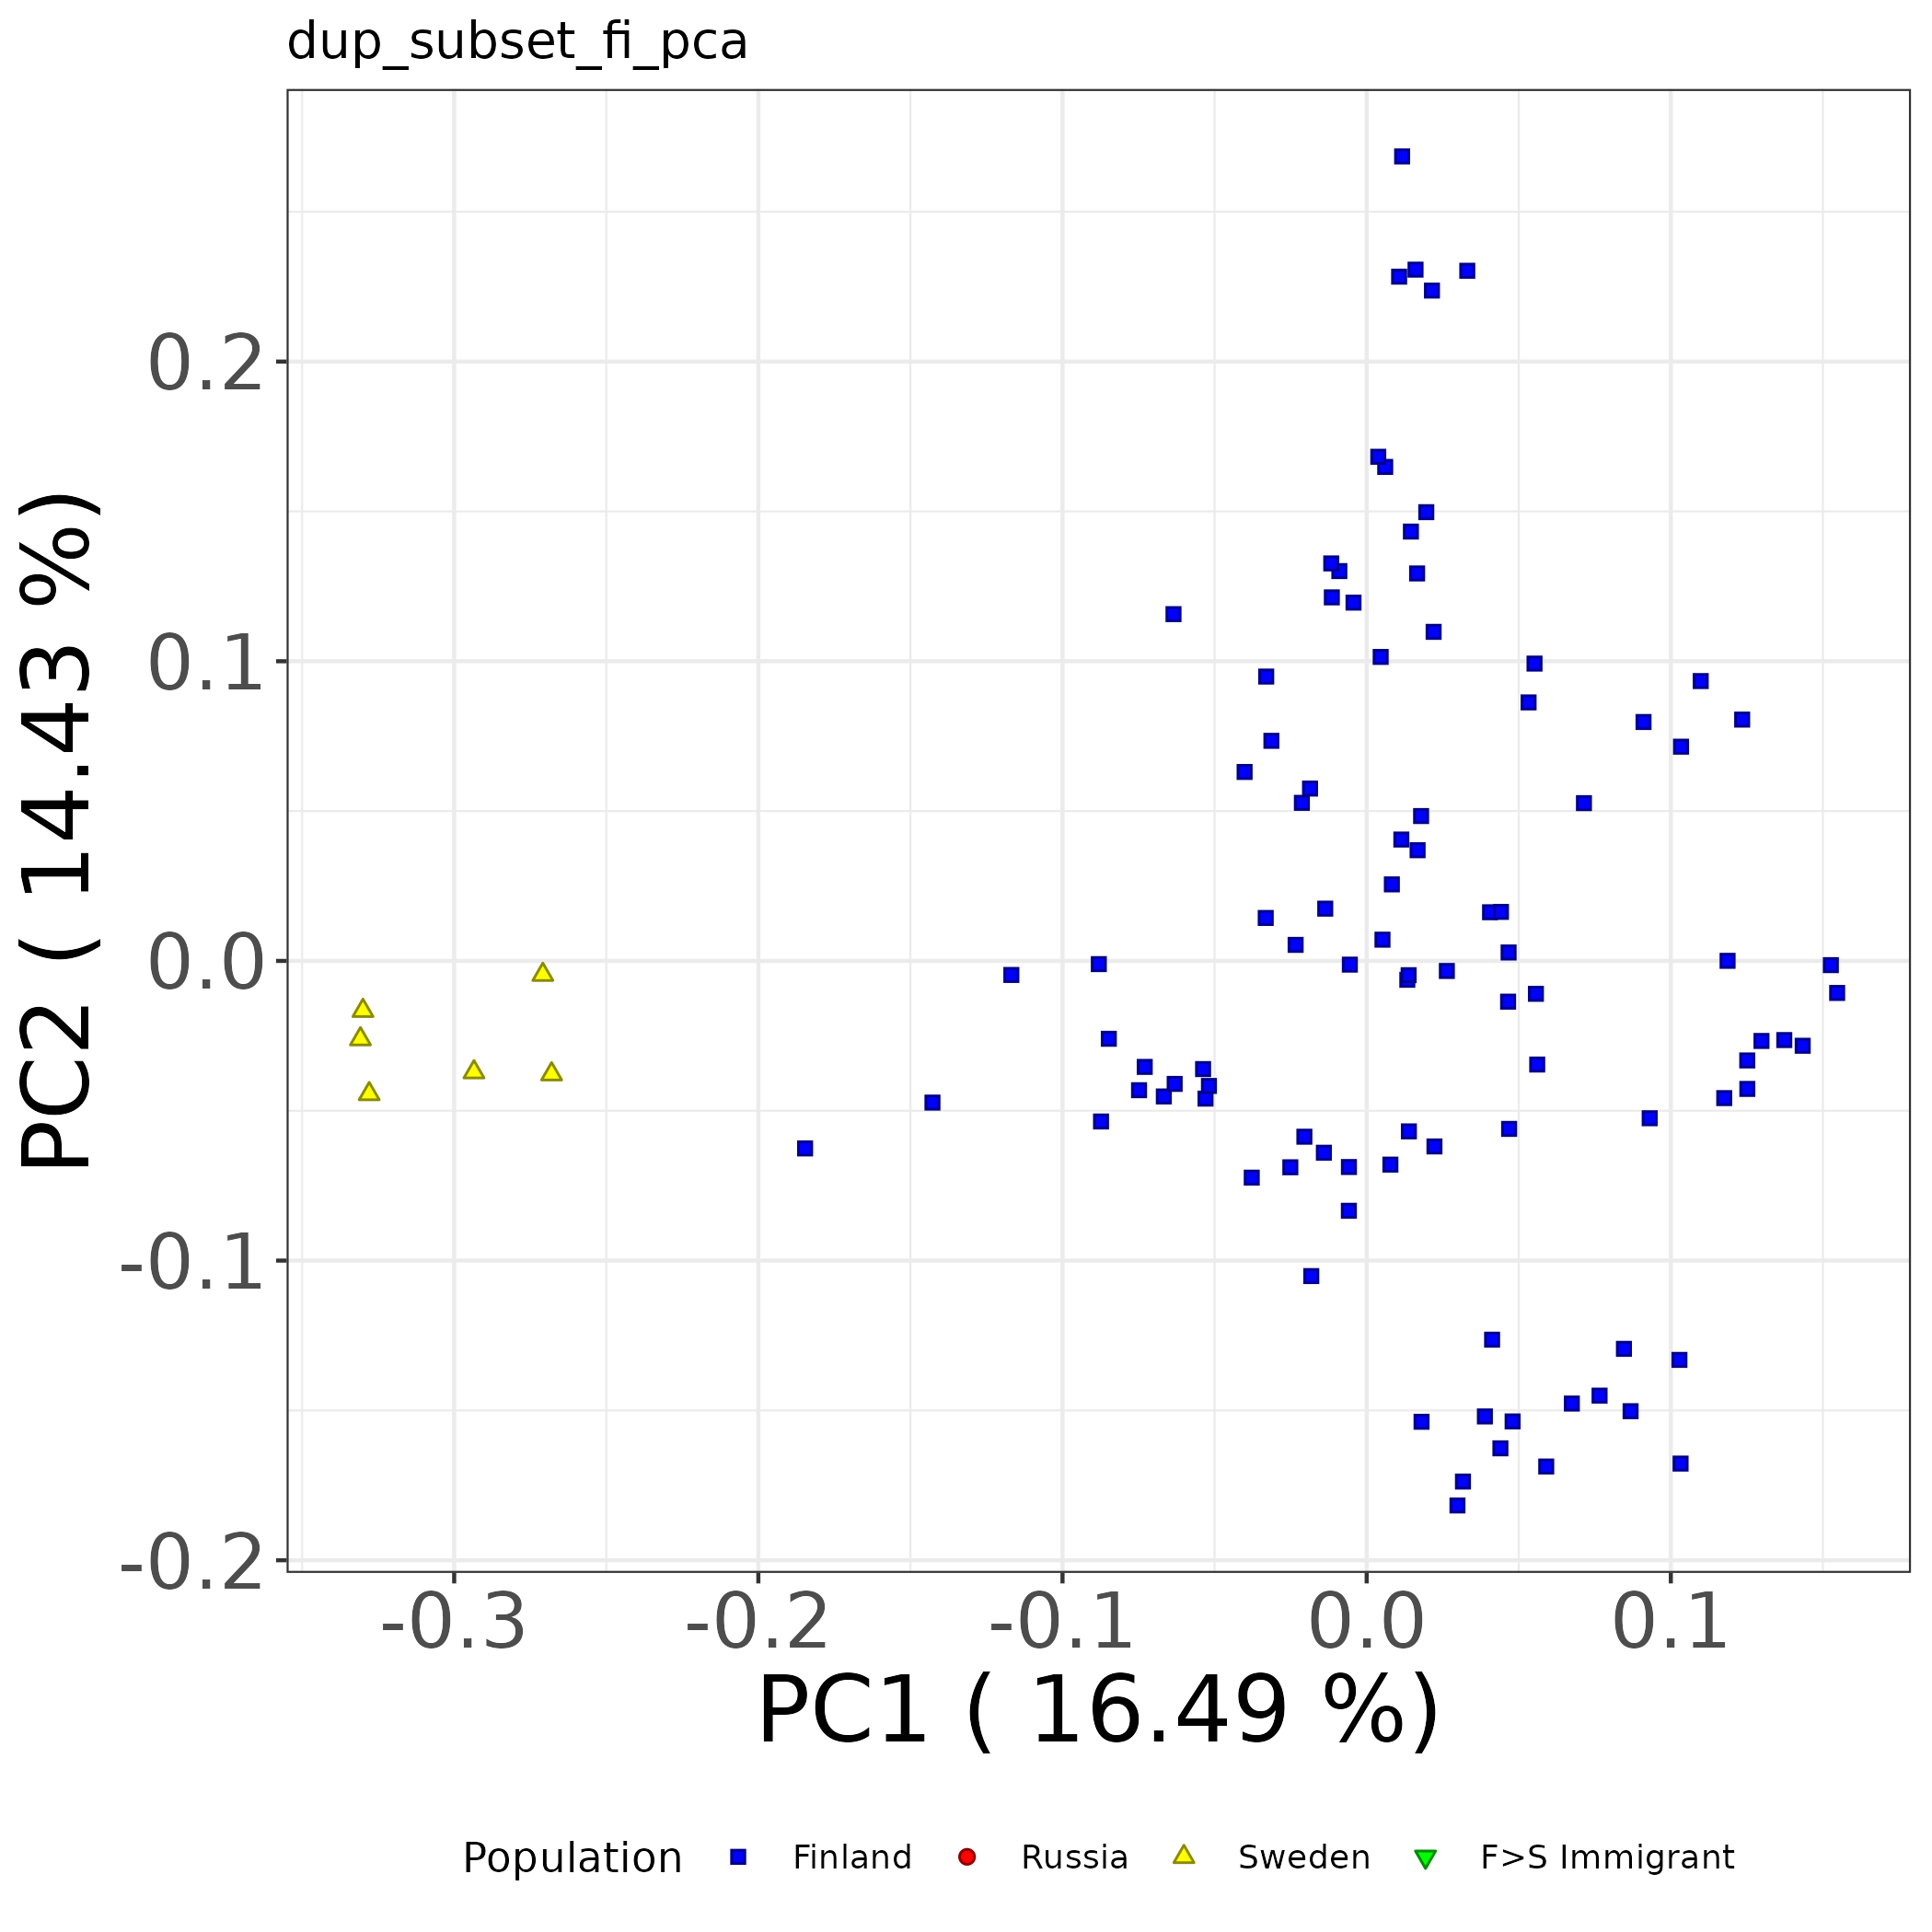 dup_subset_fi_pca
PC2 ( 14.43 %)
0.2
0.1
0.0
-0.1
-0.2
-0.3 -0.2 -0.1 0.0 0.1
PC1 ( 16.49 %)
Population Finland Russia Sweden F>S Immigrant